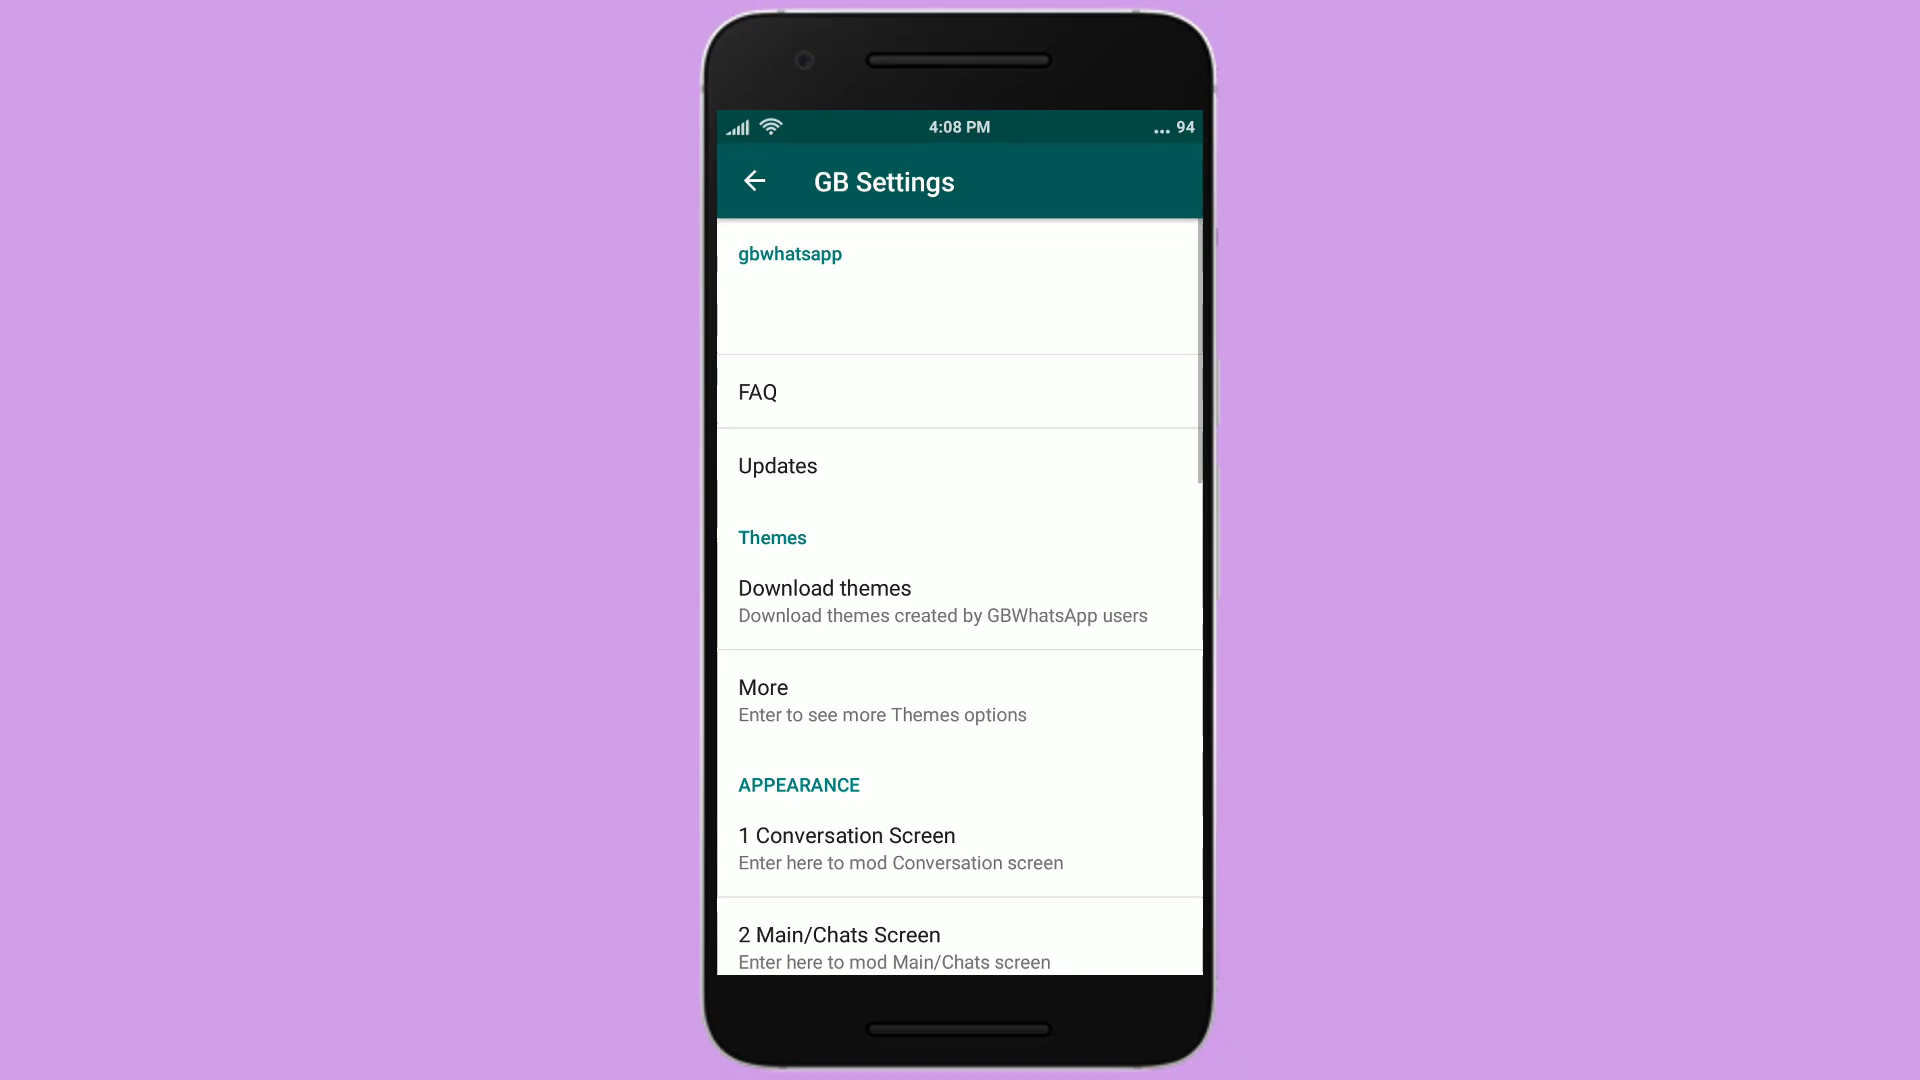 4:08 PM
... 94
GB Settings
gbwhatsapp
FAQ
Updates
Themes
Download themes
Download themes created by GBWhatsApp users
More
Enter to see more Themes options
APPEARANCE
1 Conversation Screen
Enter here to mod Conversation screen
2 Main/Chats Screen
Enter here to mod Main/Chats screen